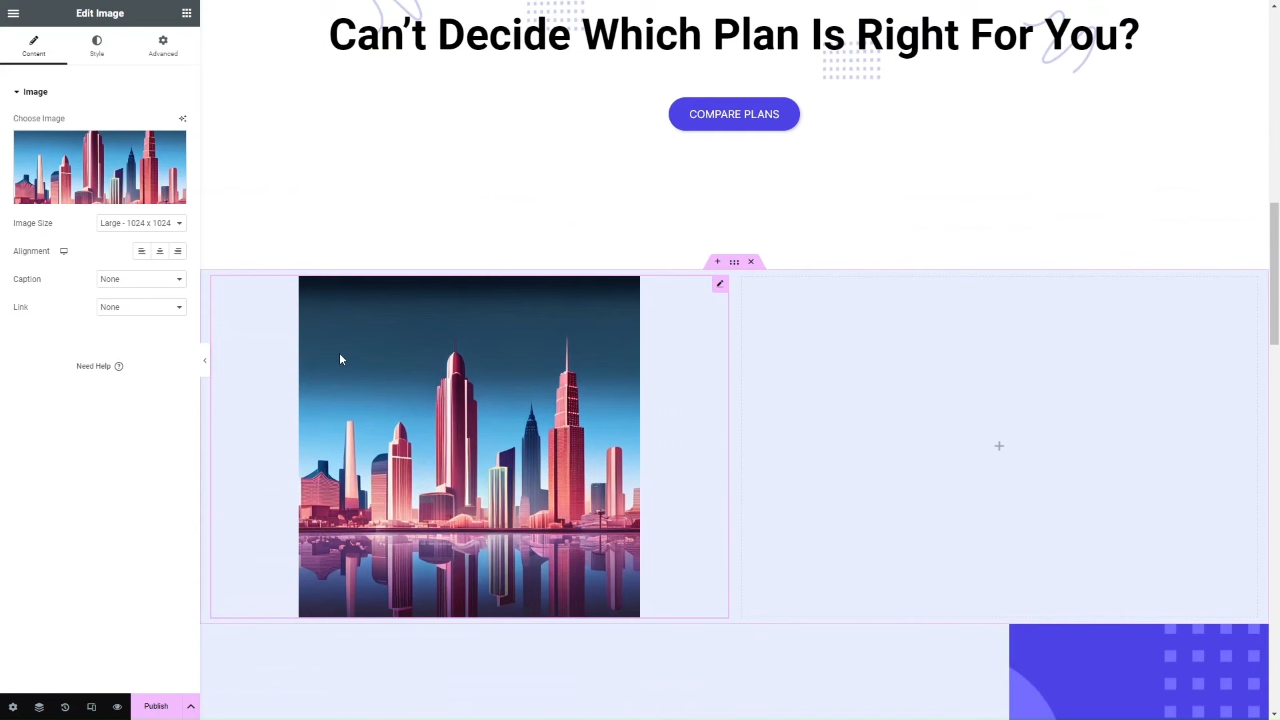 Edit Image
Content
Style
Advanced
Image
Choose Image
Image Size
Large - 1024 x 1024
Alignment
Caption
None
Link
None
Need Help
Publish
Can’t Decide Which Plan Is Right For You?
COMPARE PLANS